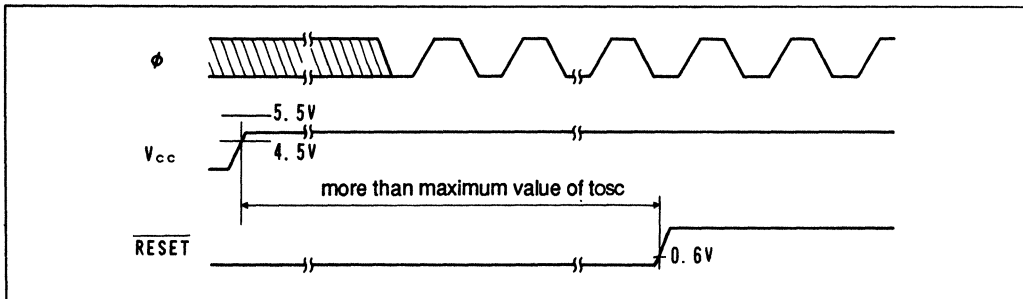 φ
5.5V
Vcc
4.5V
more than maximum value of tosc
RESET
0.6V